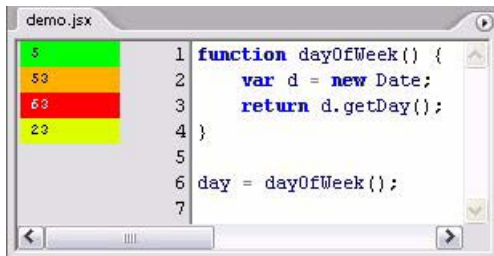 demo.jsx
5 1 function dayOfWeek() {
53 2 var d = new Date;
63 3 return d.getDay();
23 4 }
5
6 day = dayOfWeek();
7